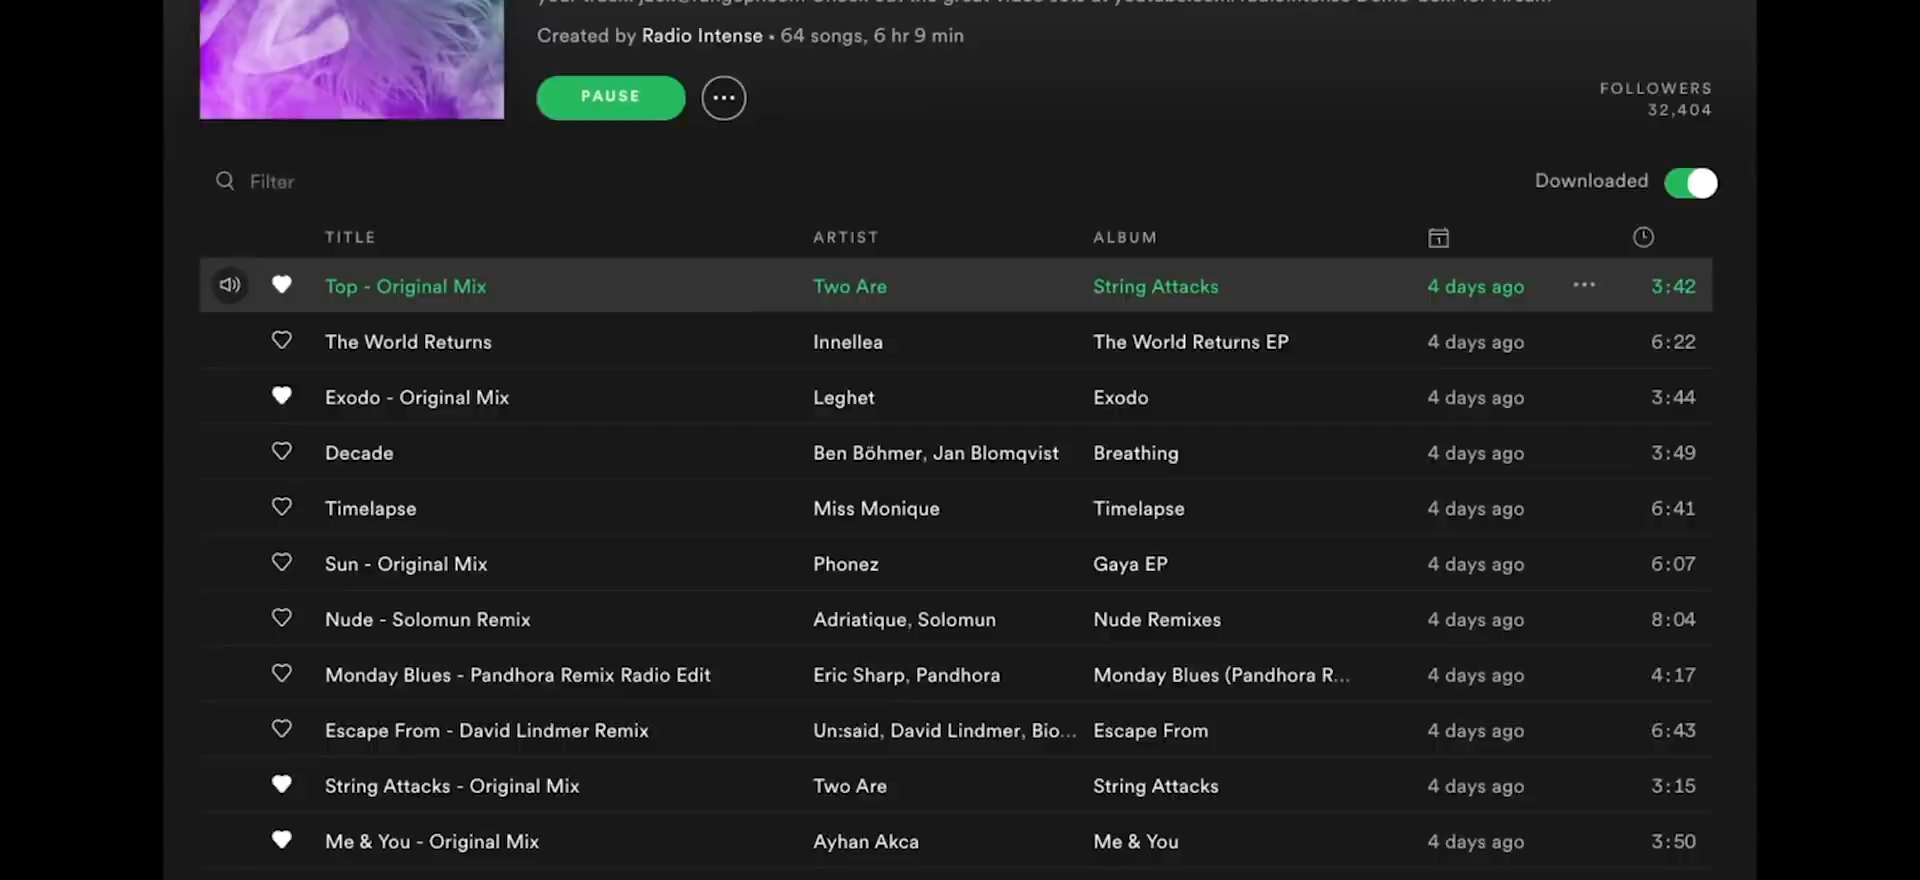 Created by Radio Intense • 64 songs, 6 hr 9 min
PAUSE
FOLLOWERS
32,404
Filter
Downloaded
TITLE ARTIST ALBUM
Top - Original Mix Two Are String Attacks 4 days ago 3:42
The World Returns Innellea The World Returns EP 4 days ago 6:22
Exodo - Original Mix Leghet Exodo 4 days ago 3:44
Decade Ben Böhmer, Jan Blomqvist Breathing 4 days ago 3:49
Timelapse Miss Monique Timelapse 4 days ago 6:41
Sun - Original Mix Phonez Gaya EP 4 days ago 6:07
Nude - Solomun Remix Adriatique, Solomun Nude Remixes 4 days ago 8:04
Monday Blues - Pandhora Remix Radio Edit Eric Sharp, Pandhora Monday Blues (Pandhora R... 4 days ago 4:17
Escape From - David Lindmer Remix Un:said, David Lindmer, Bio... Escape From 4 days ago 6:43
String Attacks - Original Mix Two Are String Attacks 4 days ago 3:15
Me & You - Original Mix Ayhan Akca Me & You 4 days ago 3:50